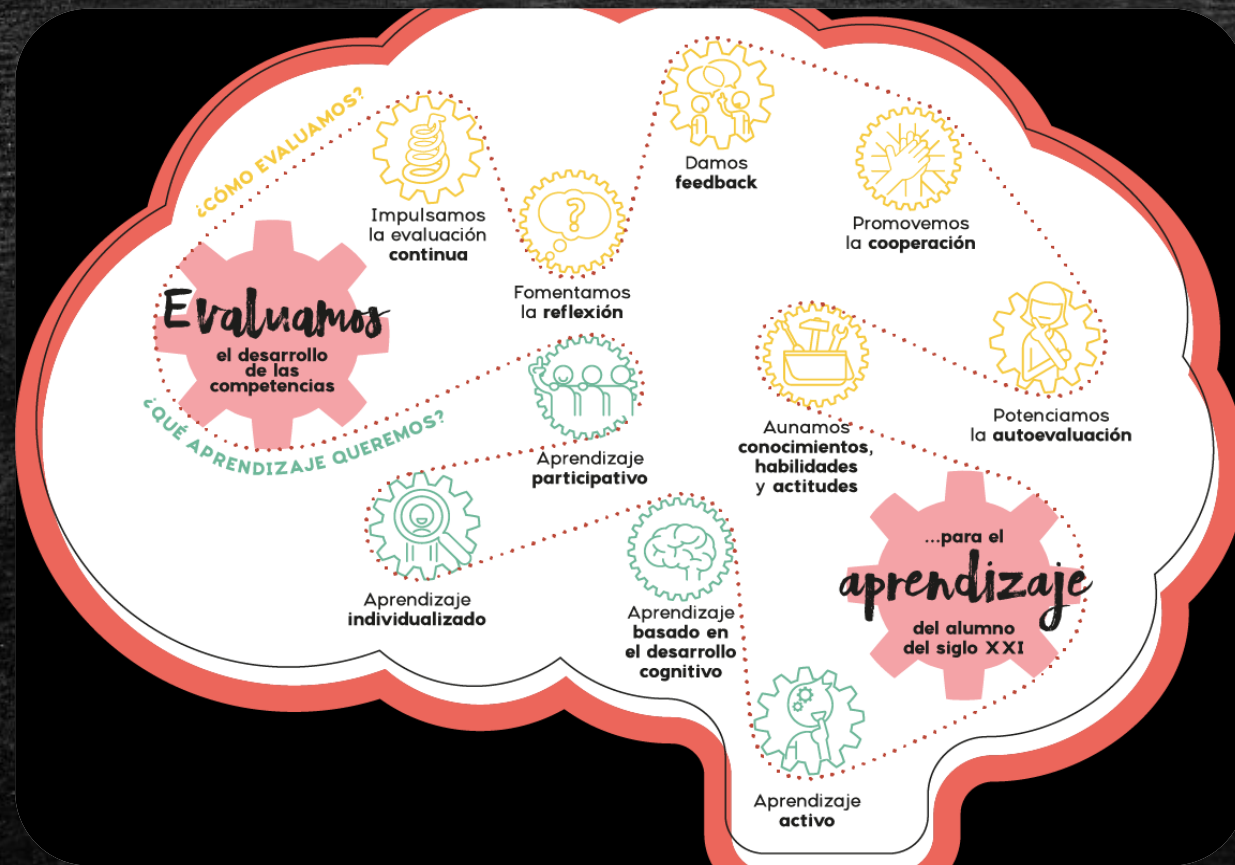 ¿CÓMO EVALUAMOS?
Impulsamos
la evaluación
continua
Fomentamos
la reflexión
Damos
feedback
Promovemos
la cooperación
Potenciamos
la autoevaluación
Aunamos
conocimientos,
habilidades
y actitudes
Evaluamos
el desarrollo
de las
competencias
¿QUÉ APRENDIZAJE QUEREMOS?
Aprendizaje
participativo
Aprendizaje
individualizado
Aprendizaje
basado en
el desarrollo
cognitivo
Aprendizaje
activo
...para el
aprendizaje
del alumno
del siglo XXI